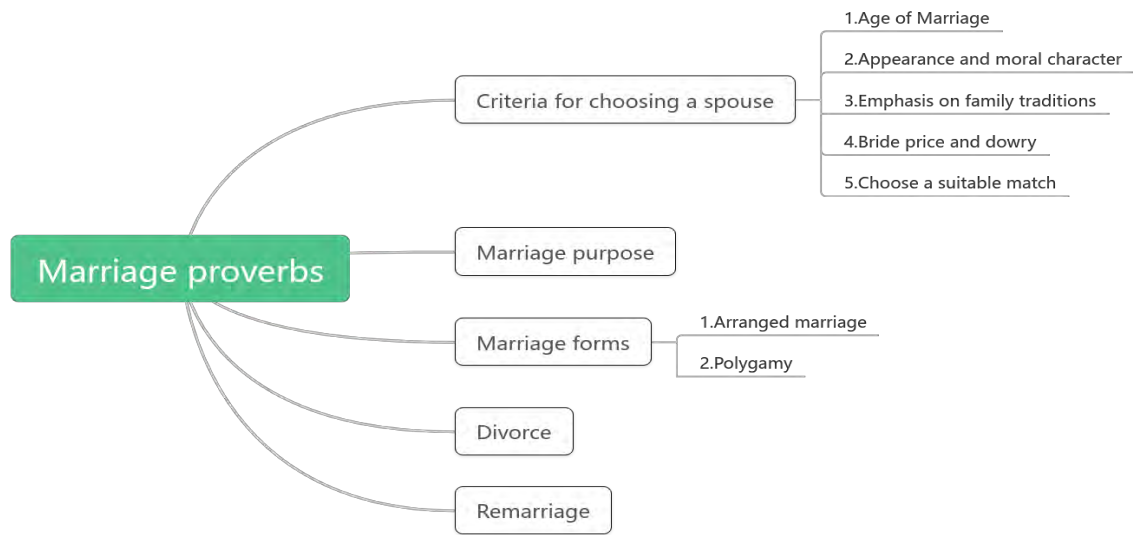 Marriage proverbs
Criteria for choosing a spouse
1.Age of Marriage
2.Appearance and moral character
3.Emphasis on family traditions
4.Bride price and dowry
5.Choose a suitable match
Marriage purpose
Marriage forms
1.Arranged marriage
2.Polygamy
Divorce
Remarriage